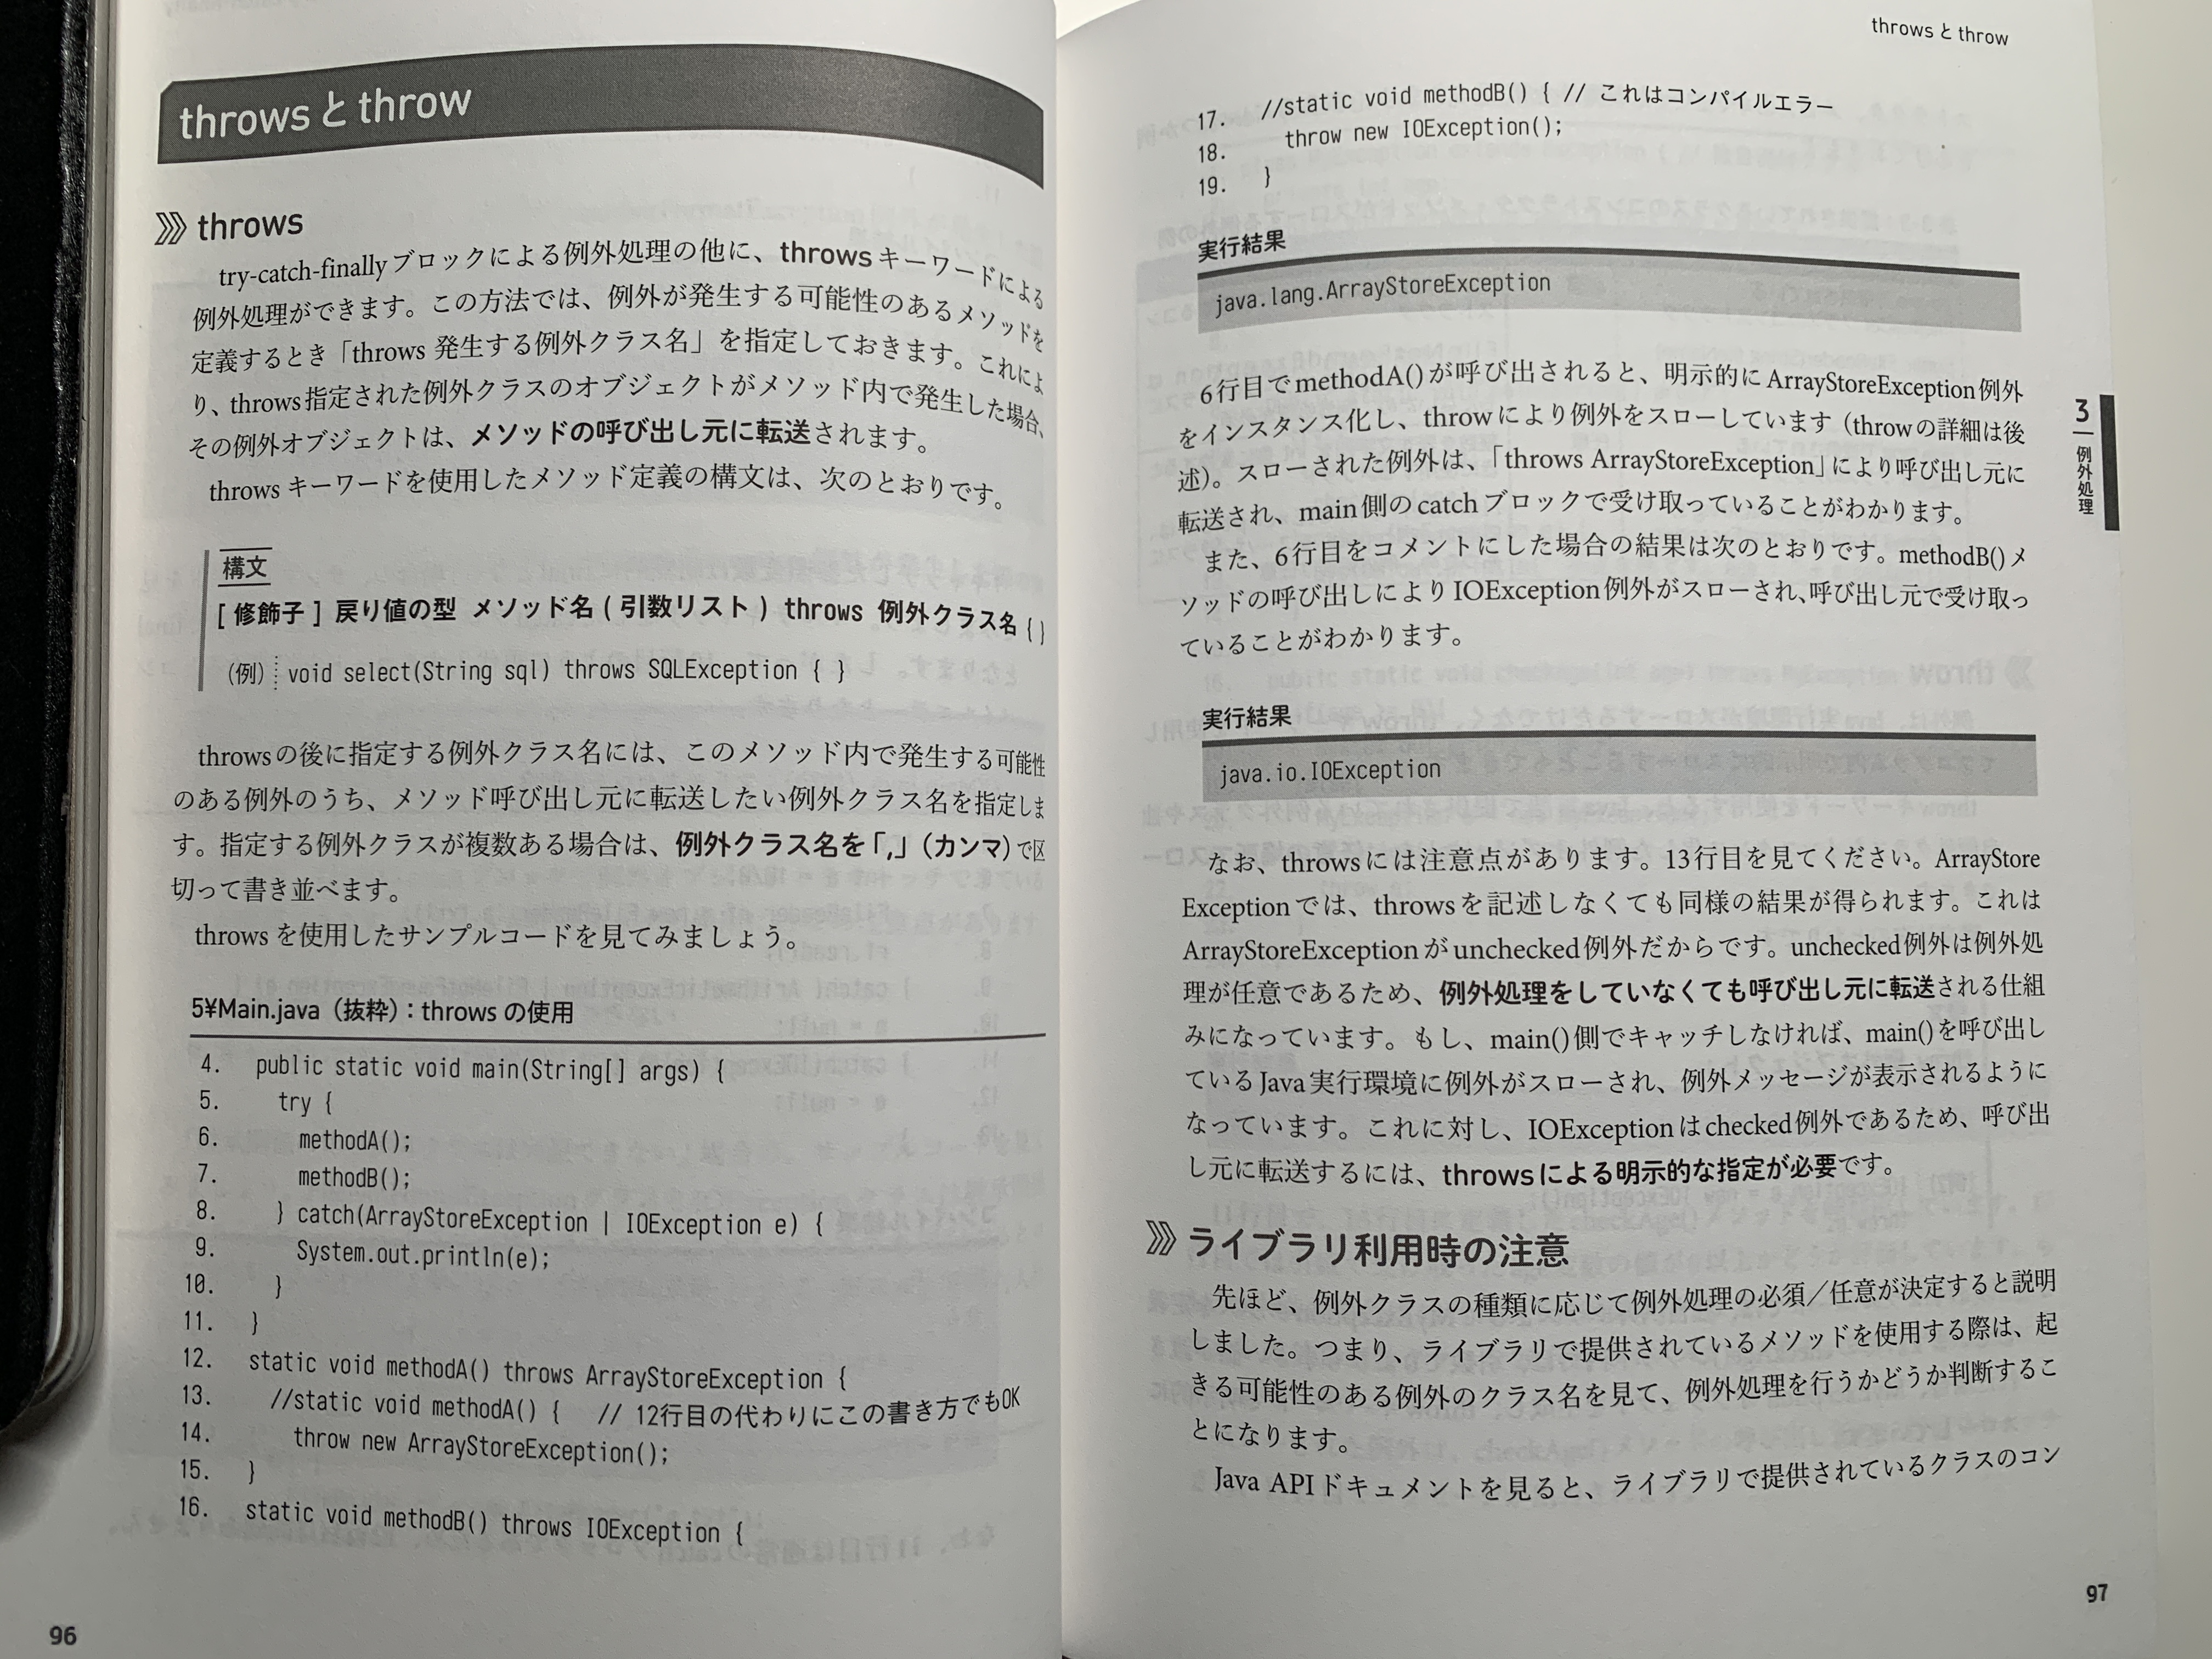 throwsとthrow
throws
try-catch-finallyブロックによる例外処理の他に、throwsキーワードによる
例外処理ができます。この方法では、例外が発生する可能性のあるメソッドを
定義するとき「throws 発生する例外クラス名」を指定しておきます。これによ
り、throws指定された例外クラスのオブジェクトがメソッド内で発生した場合、
その例外オブジェクトは、メソッドの呼び出し元に転送されます。
throws キーワードを使用したメソッド定義の構文は、次のとおりです。
構文
[ 修飾子 ] 戻り値の型 メソッド名 ( 引数リスト ) throws 例外クラス名 { }
(例) void select(String sql) throws SQLException { }
throwsの後に指定する例外クラス名には、このメソッド内で発生する可能性
のある例外のうち、メソッド呼び出し元に転送したい例外クラス名を指定しま
す。指定する例外クラスが複数ある場合は、例外クラス名を「,」(カンマ)で区
切って書き並べます。
throws を使用したサンプルコードを見てみましょう。
5¥Main.java（抜粋）：throws の使用
4. public static void main(String[] args) {
5. try {
6. methodA();
7. methodB();
8. } catch(ArrayStoreException | IOException e) {
9. System.out.println(e);
10. }
11. }
12. static void methodA() throws ArrayStoreException {
13. //static void methodA() { // 12行目の代わりにこの書き方でもOK
14. throw new ArrayStoreException();
15. }
16. static void methodB() throws IOException {
96
throws と throw
17. //static void methodB() { // これはコンパイルエラー
18. throw new IOException();
19. }
実行結果
java.lang.ArrayStoreException
6行目でmethodA()が呼び出されると、明示的にArrayStoreException例外
をインスタンス化し、throwにより例外をスローしています（throwの詳細は後
述）。スローされた例外は、「throws ArrayStoreException」により呼び出し元に
転送され、main側のcatchブロックで受け取っていることがわかります。
また、6行目をコメントにした場合の結果は次のとおりです。methodB()メ
ソッドの呼び出しによりIOException例外がスローされ、呼び出し元で受け取っ
ていることがわかります。
実行結果
java.io.IOException
なお、throwsには注意点があります。13行目を見てください。ArrayStore
Exceptionでは、throwsを記述しなくても同様の結果が得られます。これは
ArrayStoreExceptionがunchecked例外だからです。unchecked例外は例外処
理が任意であるため、例外処理をしていなくても呼び出し元に転送される仕組
みになっています。もし、main()側でキャッチしなければ、main()を呼び出し
ているJava実行環境に例外がスローされ、例外メッセージが表示されるように
なっています。これに対し、IOExceptionはchecked例外であるため、呼び出
し元に転送するには、throwsによる明示的な指定が必要です。
ライブラリ利用時の注意
先ほど、例外クラスの種類に応じて例外処理の必須／任意が決定すると説明
しました。つまり、ライブラリで提供されているメソッドを使用する際は、起
きる可能性のある例外のクラス名を見て、例外処理を行うかどうか判断するこ
とになります。
Java APIドキュメントを見ると、ライブラリで提供されているクラスのコン
3
例外処理
97